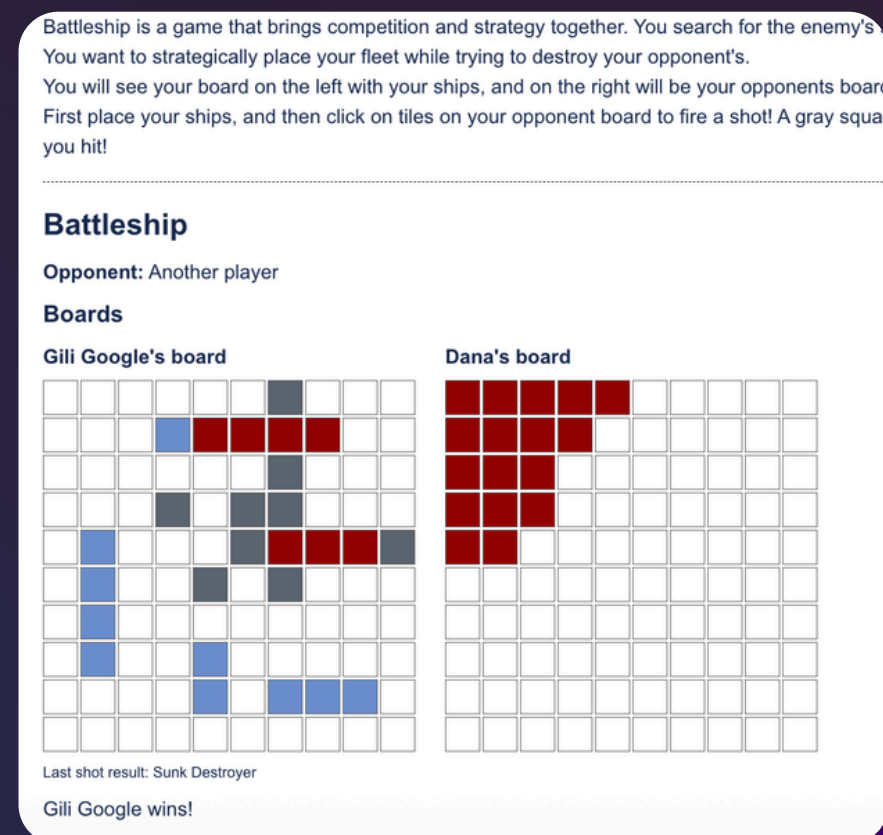 Battleship is a game that brings competition and strategy together. You search for the enemy's
You want to strategically place your fleet while trying to destroy your opponent's.
You will see your board on the left with your ships, and on the right will be your opponents board
First place your ships, and then click on tiles on your opponent board to fire a shot! A gray squa
you hit!
Battleship
Opponent: Another player
Boards
Gili Google's board
Dana's board
Last shot result: Sunk Destroyer
Gili Google wins!